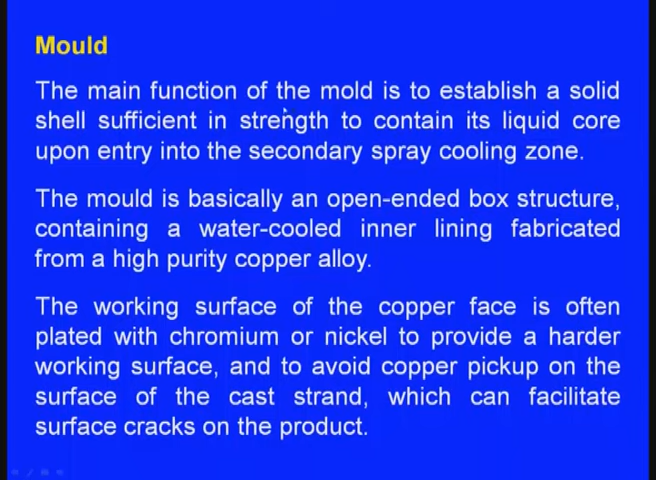 Mould
The main function of the mold is to establish a solid
shell sufficient in strength to contain its liquid core
upon entry into the secondary spray cooling zone.
The mould is basically an open-ended box structure,
containing a water-cooled inner lining fabricated
from a high purity copper alloy.
The working surface of the copper face is often
plated with chromium or nickel to provide a harder
working surface, and to avoid copper pickup on the
surface of the cast strand, which can facilitate
surface cracks on the product.